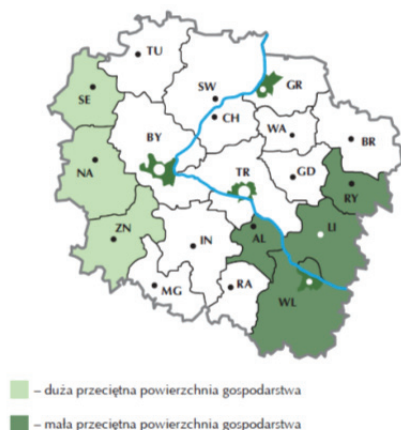 TU
SE
SW
GR
CH
WA
BY
BR
NA
TR
GD
RY
ZN
AL
LI
IN
MG
RA
WL
– duża przeciętna powierzchnia gospodarstwa
– mała przeciętna powierzchnia gospodarstwa